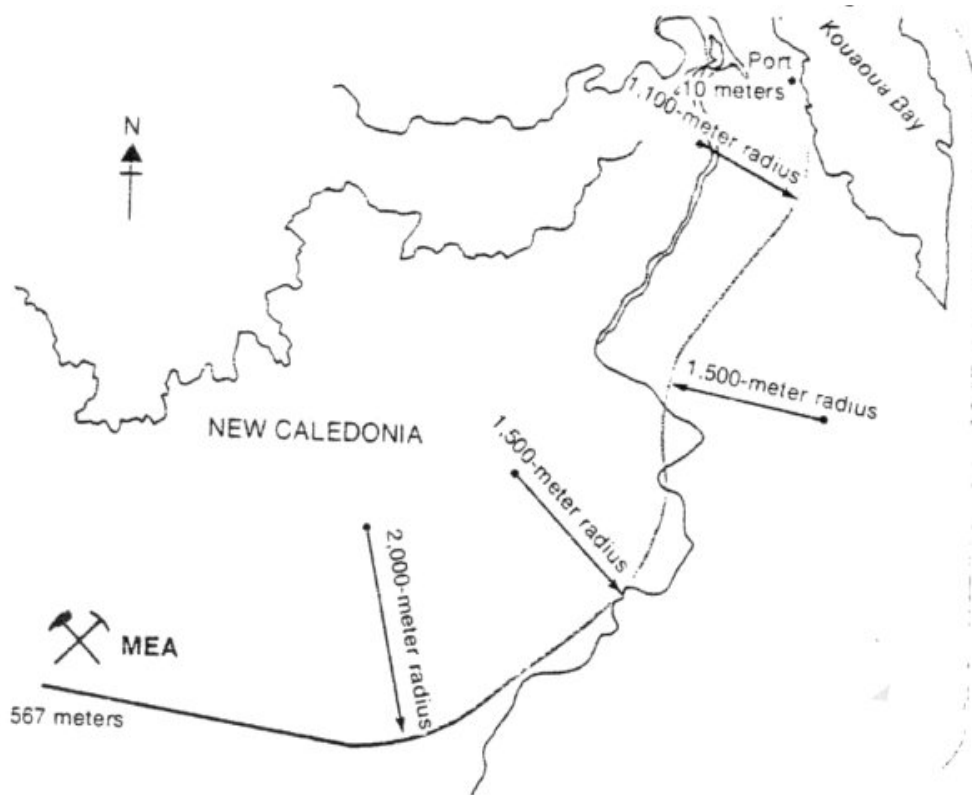 Kouaoua Bay
Port
10 meters
1,100-meter radius
N
1,500-meter radius
NEW CALEDONIA
1,500-meter radius
2,000-meter radius
MEA
567 meters